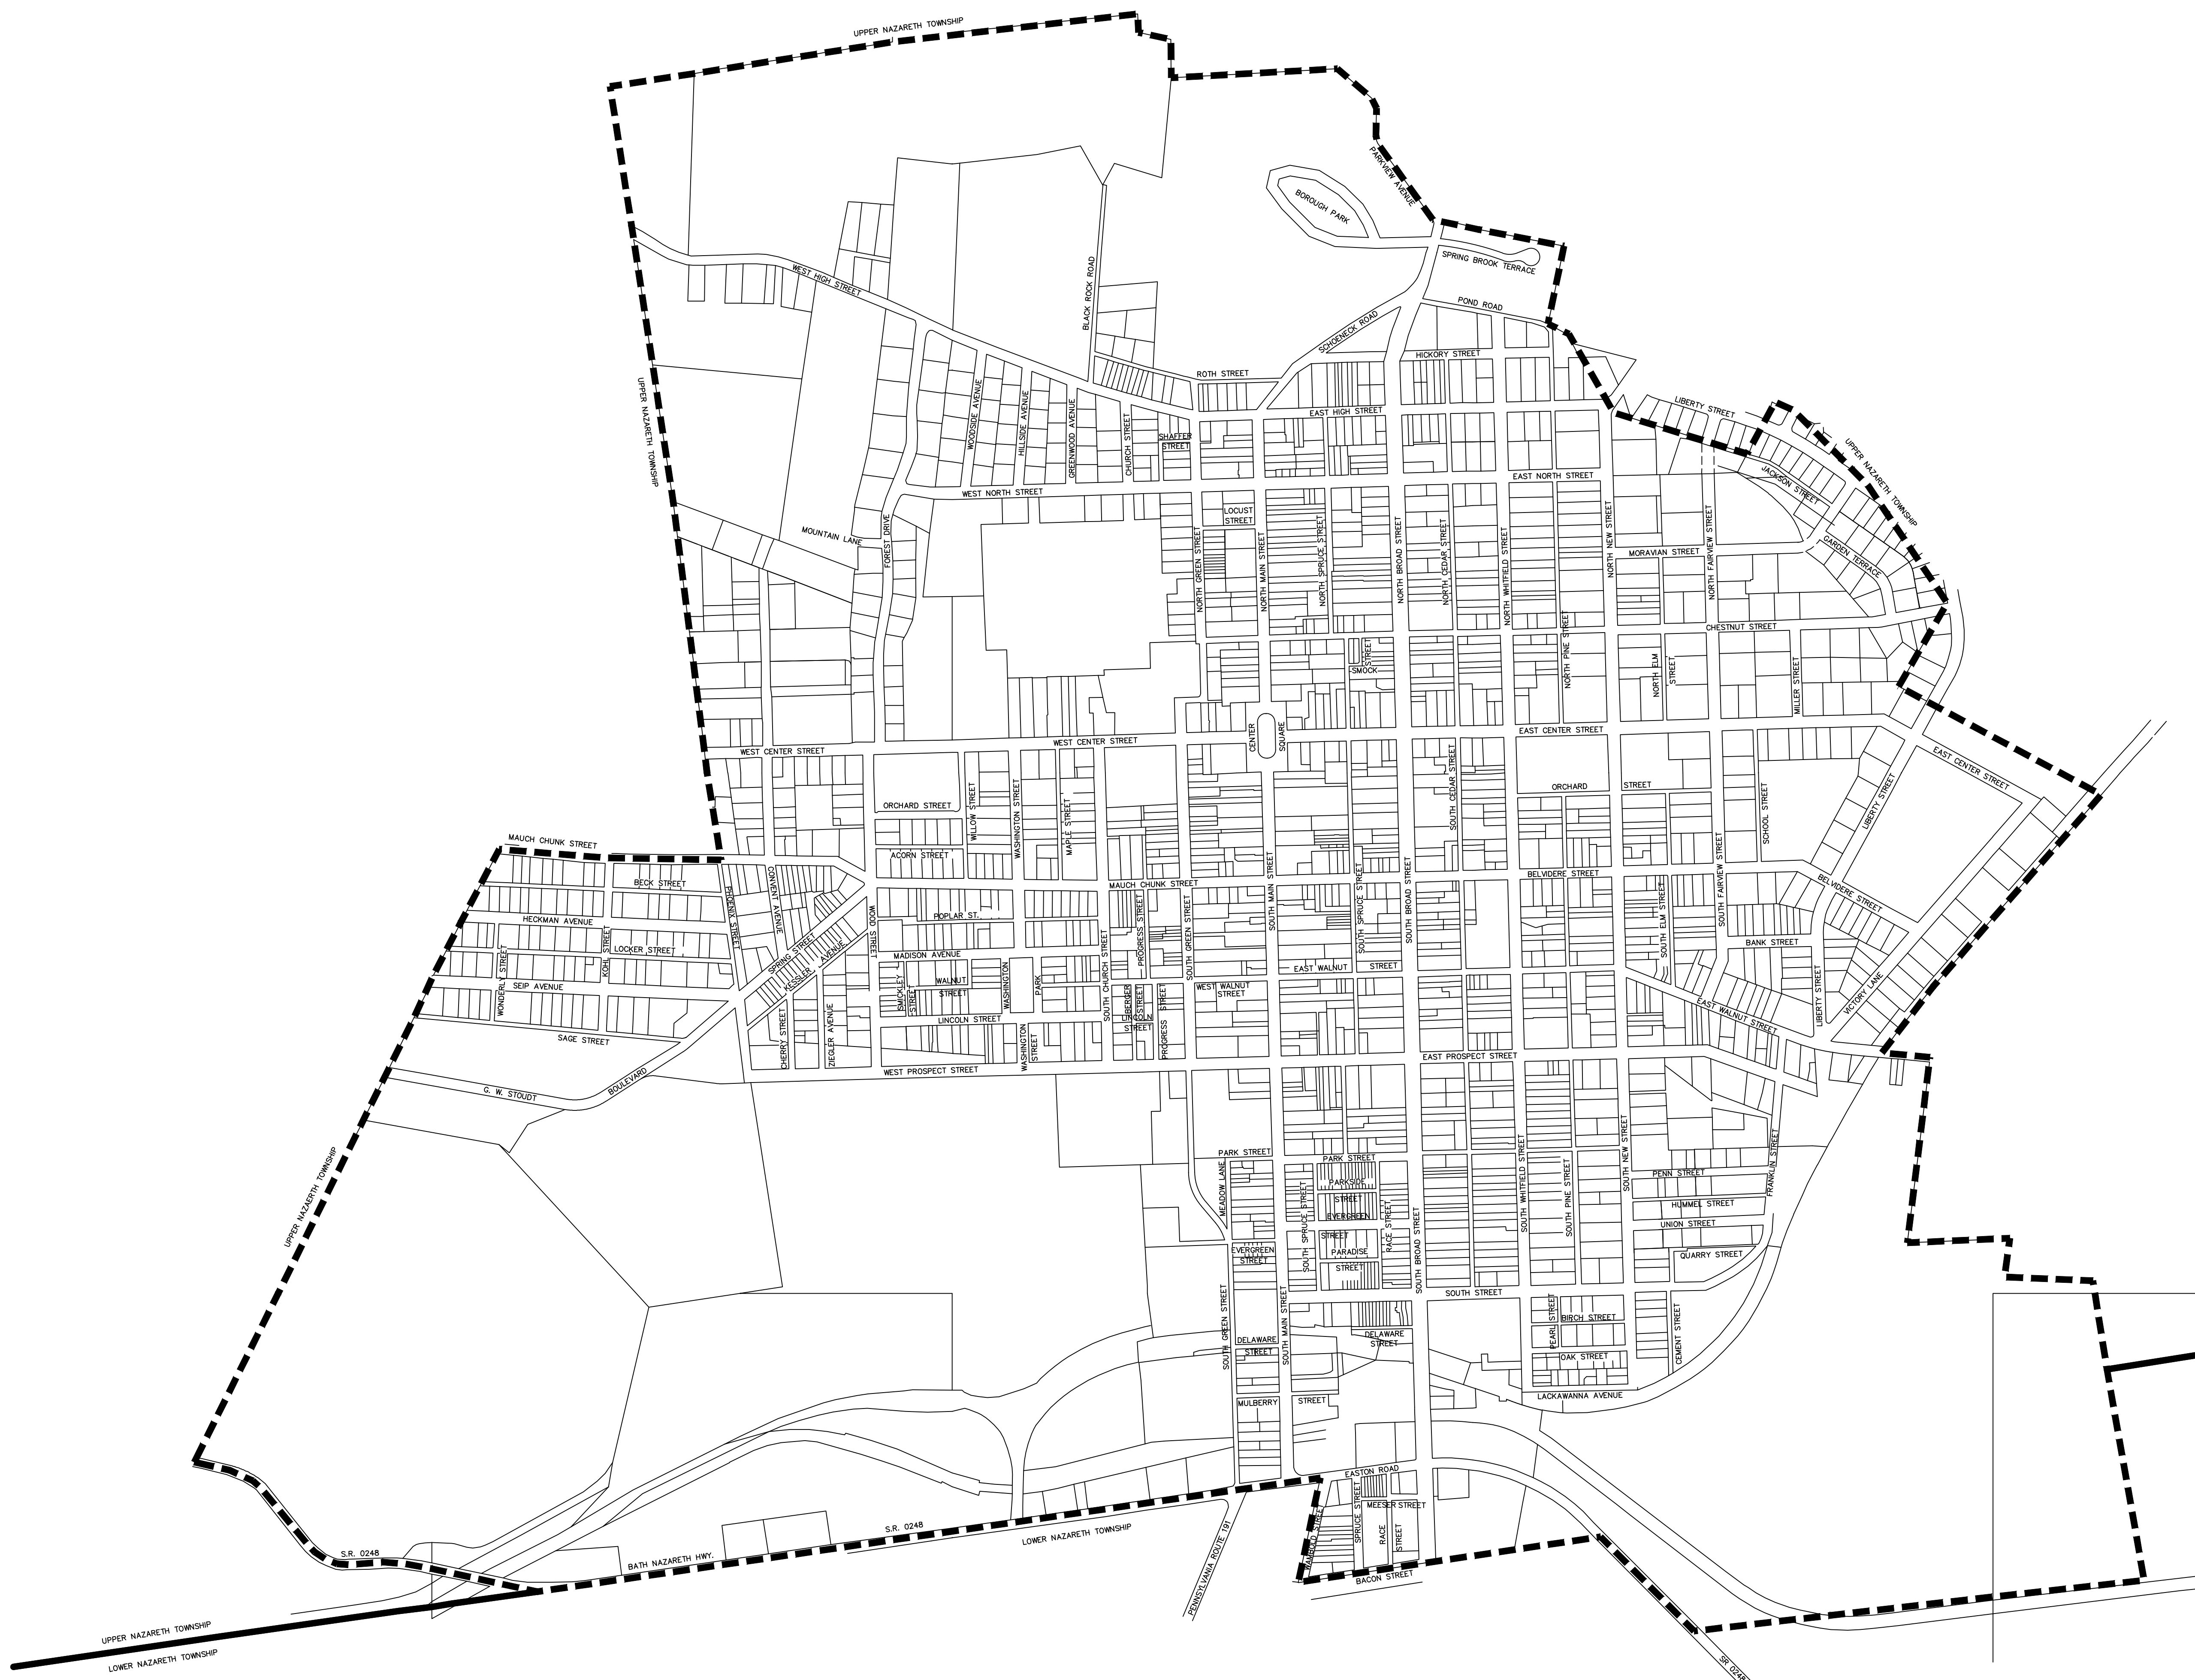 UPPER NAZARETH TOWNSHIP
PARKVIEW AVENUE
BOROUGH PARK
SPRING BROOK TERRACE
WEST HIGH STREET
BLACK ROCK ROAD
POND ROAD
SCHOENECK ROAD
HICKORY STREET
ROTH STREET
UPPER NAZARETH TOWNSHIP
WOODSIDE AVENUE
HILLSIDE AVENUE
GREENWOOD AVENUE
CHURCH STREET
SHAFFER
STREET
EAST HIGH STREET
LIBERTY STREET
UPPER NAZARETH TOWNSHIP
JACKSON STREET
EAST NORTH STREET
WEST NORTH STREET
LOCUST
STREET
MOUNTAIN LANE
FOREST DRIVE
NORTH GREEN STREET
NORTH MAIN STREET
NORTH SPRUCE STREET
NORTH BROAD STREET
NORTH CEDAR STREET
NORTH WHITFIELD STREET
NORTH PINE STREET
NORTH NEW STREET
NORTH FAIRVIEW STREET
MORAVIAN STREET
GARDEN TERRACE
CHESTNUT STREET
SMOCK
STREET
NORTH ELM
STREET
MILLER STREET
CENTER
SQUARE
WEST CENTER STREET
WEST CENTER STREET
EAST CENTER STREET
EAST CENTER STREET
ORCHARD STREET
WILLOW STREET
WASHINGTON STREET
MAPLE STREET
SOUTH CEDAR STREET
ORCHARD
STREET
SCHOOL STREET
LIBERTY STREET
MAUCH CHUNK STREET
ACORN STREET
BECK STREET
PHOENIX STREET
CONVENT AVENUE
MAUCH CHUNK STREET
SOUTH MAIN STREET
SOUTH SPRUCE STREET
SOUTH BROAD STREET
BELVIDERE STREET
SOUTH FAIRVIEW STREET
BELVIDERE STREET
HECKMAN AVENUE
KOHL STREET
LOCKER STREET
WONDERLY STREET
SEIP AVENUE
SAGE STREET
SPRING STREET
KESSLER AVENUE
WOOD STREET
POPLAR ST.
MADISON AVENUE
SMICKLEY
STREET
WALNUT
STREET
WASHINGTON
PARK
SOUTH CHURCH STREET
PROGRESS STREET
SOUTH GREEN STREET
EAST WALNUT
STREET
SOUTH ELM STREET
BANK STREET
LIBERTY STREET
VICTORY LANE
EAST WALNUT STREET
WEST WALNUT
STREET
LINCOLN STREET
LINCOLN
STREET
PROGRESS STREET
CHERRY STREET
ZIEGLER AVENUE
WASHINGTON
STREET
WEST PROSPECT STREET
EAST PROSPECT STREET
G. W. STOUDT
BOULEVARD
UPPER NAZAERTH TOWNSHIP
PARK STREET
PARK STREET
MEADOW LANE
PARKSIDE
STREET
EVERGREEN
STREET
PARADISE
STREET
EVERGREEN
STREET
SOUTH SPRUCE STREET
RACE STREET
SOUTH BROAD STREET
SOUTH WHITFIELD STREET
SOUTH PINE STREET
SOUTH NEW STREET
PENN STREET
HUMMEL STREET
UNION STREET
QUARRY STREET
FRANKLIN STREET
SOUTH STREET
SOUTH GREEN STREET
SOUTH MAIN STREET
DELAWARE
STREET
DELAWARE
STREET
PEARL STREET
BIRCH STREET
OAK STREET
CEMENT STREET
LACKAWANNA AVENUE
MULBERRY
STREET
EASTON ROAD
WAMBOLD STREET
SPRUCE STREET
MEESER STREET
RACE
STREET
BACON STREET
PENNSYLVANIA ROUTE 191
S.R. 0248
LOWER NAZARETH TOWNSHIP
BATH NAZARETH HWY.
S.R. 0248
UPPER NAZARETH TOWNSHIP
LOWER NAZARETH TOWNSHIP
SR 0248